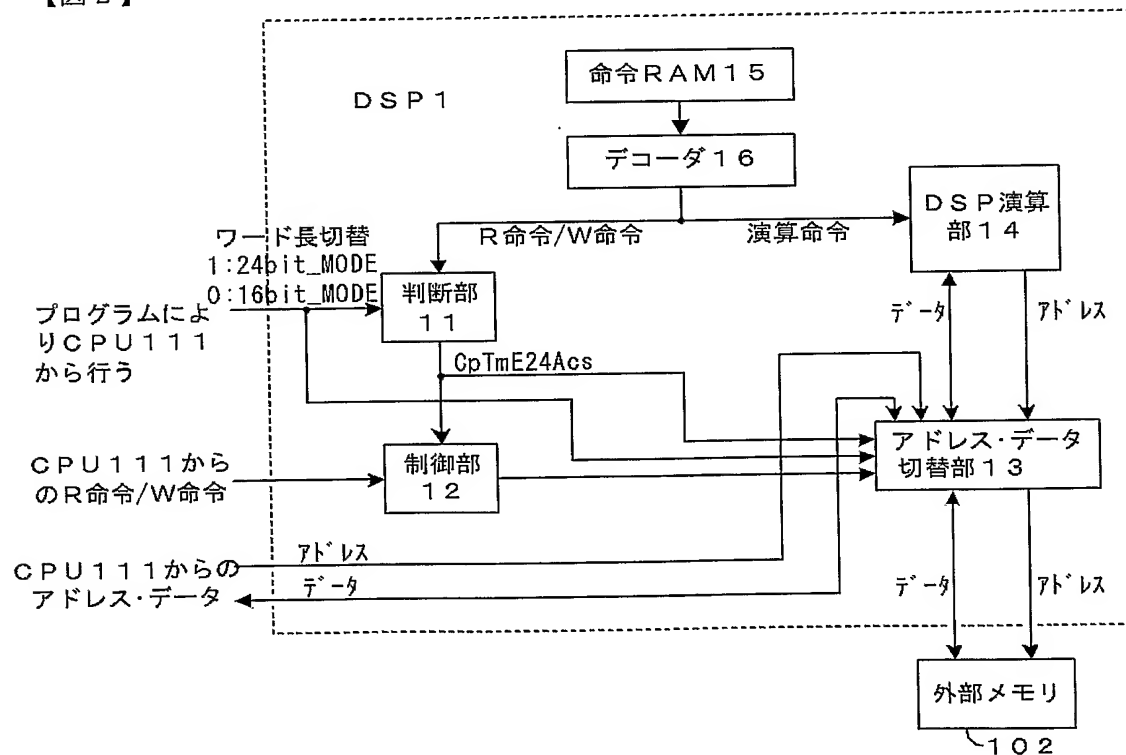 【図2】
DSP1
命令RAM15
デコーダ16
DSP演算
部14
R命令/W命令
演算命令
ワード長切替
1:24bit_MODE
0:16bit_MODE
判断部
11
プログラムによ
りCPU111
から行う
データ
アドレス
CpTmE24Acs
アドレス・データ
切替部13
CPU111から
のR命令/W命令
制御部
12
CPU111からの
アドレス・データ
アドレス
データ
データ
アドレス
外部メモリ
102